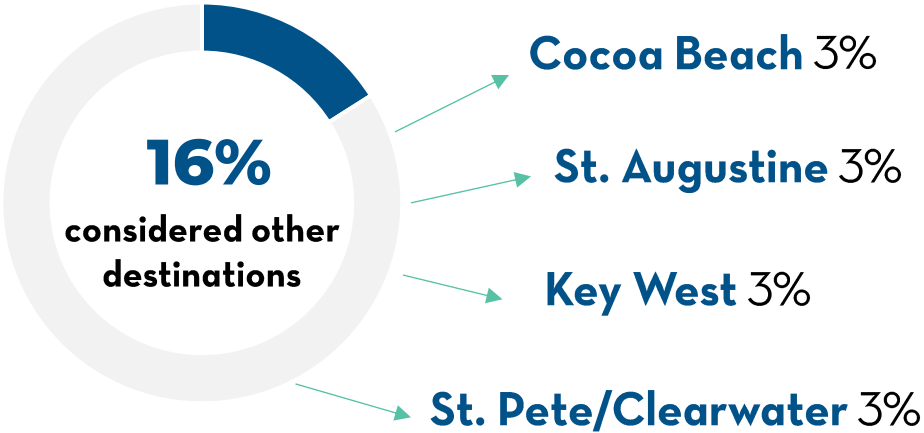 16%
considered other
destinations
Cocoa Beach 3%
St. Augustine 3%
Key West 3%
St. Pete/Clearwater 3%